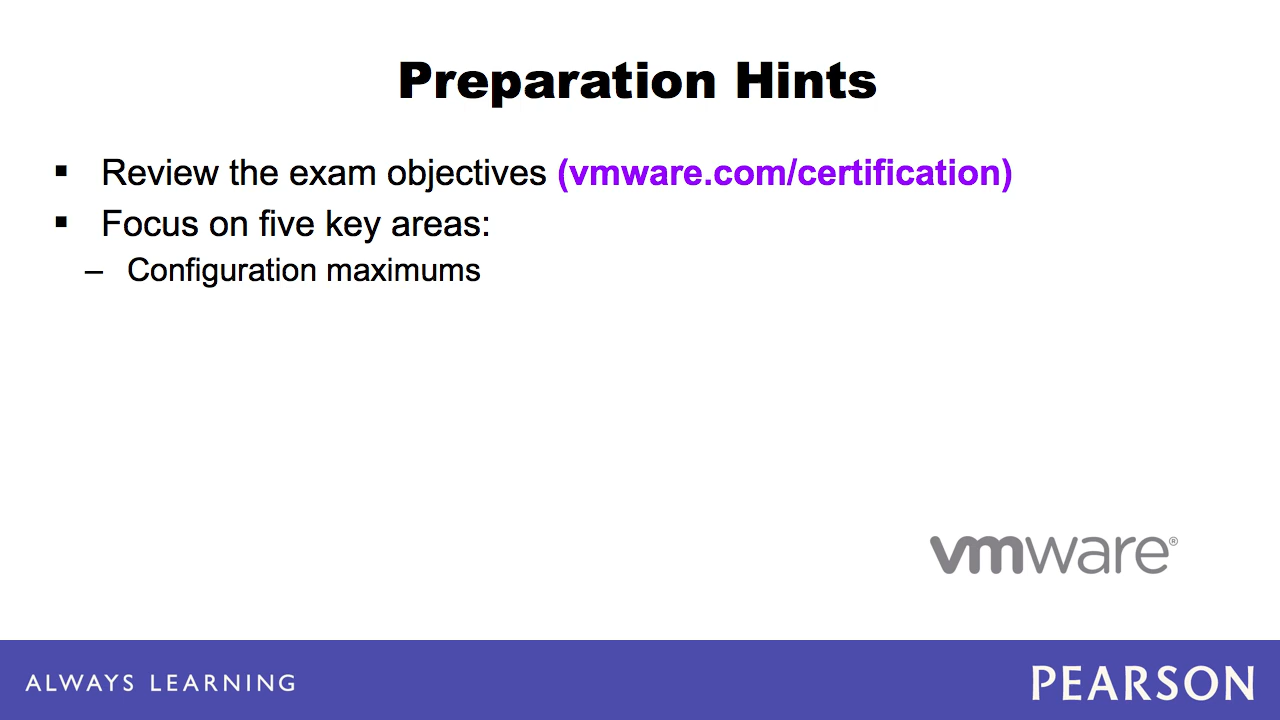 Preparation Hints
▪ Review the exam objectives (vmware.com/certification)
▪ Focus on five key areas:
– Configuration maximums
vmware®
ALWAYS LEARNING
PEARSON